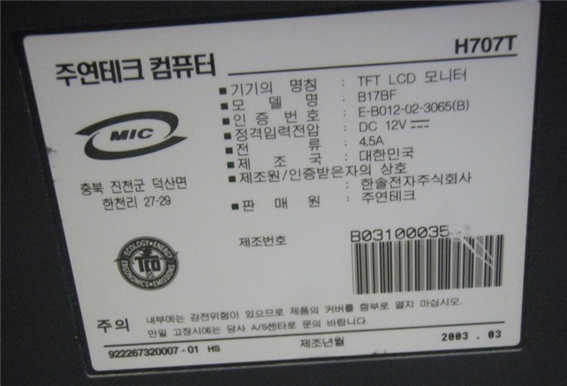 H707T
주연테크 컴퓨터
■ 기기의 명칭 : TFT LCD 모니터
■ 모 델 명 : B17BF
■ 인 증 번 호 : E-B012-02-3065(B)
■ 정격입력전압 : DC 12V
■ 전 류 : 4.5A
■ 제 조 국 : 대한민국
■ 제조원/인증받은자의 상호 : 한솔전자주식회사
■ 판 매 원 : 주연테크
MIC
충북 진천군 덕산면
한천리 27-29
ECOLOGY ENERGY
TCO
ERGONOMICS EMISSIONS
제조번호
B03100035
주의
내부에는 감전위험이 있으므로 제품의 커버를 함부로 열지 마십시오.
만일 고장시에는 당사 A/S센타로 문의 바랍니다.
922267320007-01 HS
제조년월
2003 . 03